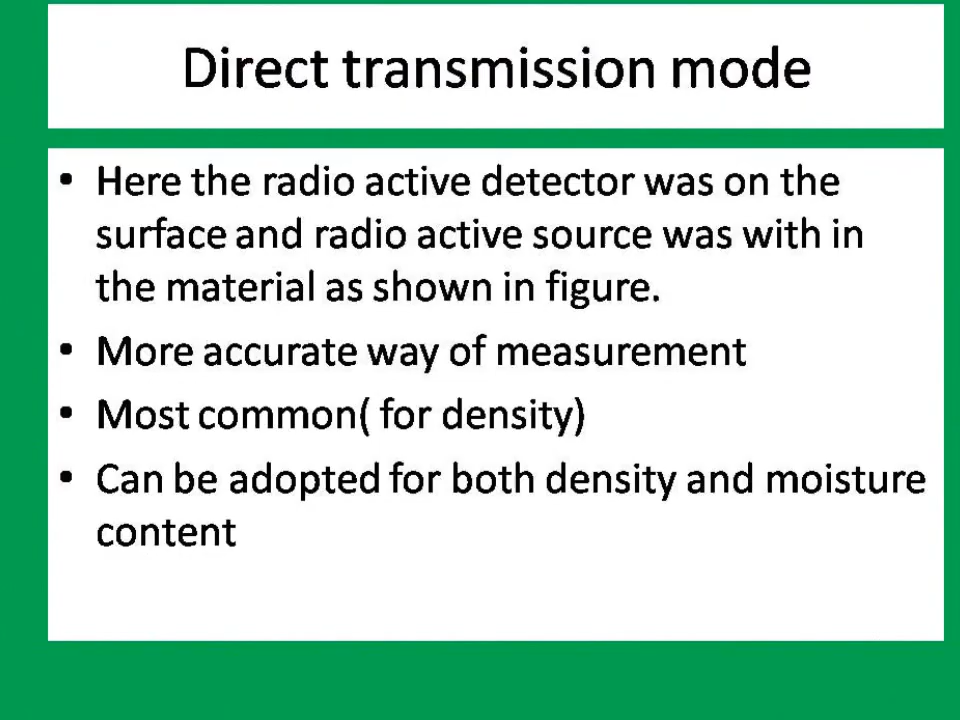 Direct transmission mode
• Here the radio active detector was on the
surface and radio active source was with in
the material as shown in figure.
• More accurate way of measurement
• Most common( for density)
• Can be adopted for both density and moisture
content